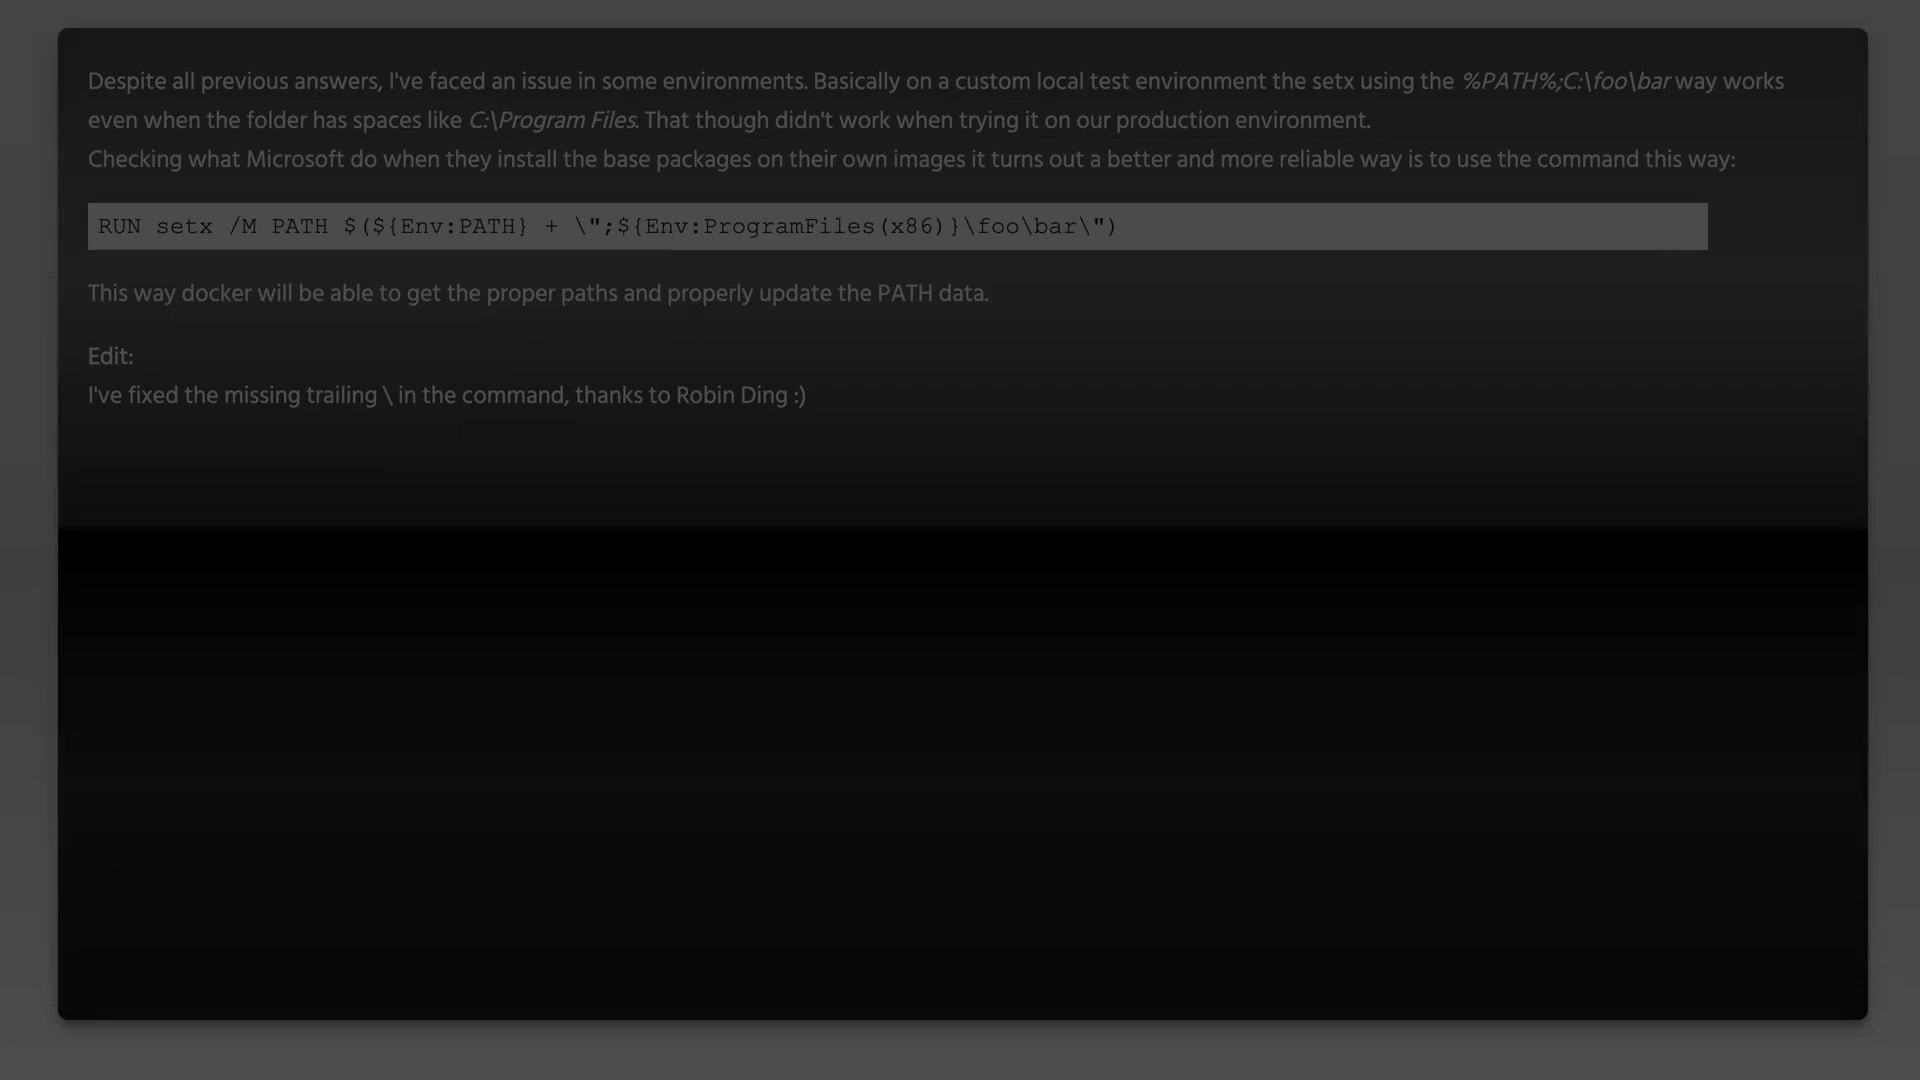 Despite all previous answers, I've faced an issue in some environments. Basically on a custom local test environment the setx using the %PATH%;C:\foo\bar way works
even when the folder has spaces like C:\Program Files. That though didn't work when trying it on our production environment.
Checking what Microsoft do when they install the base packages on their own images it turns out a better and more reliable way is to use the command this way:
RUN setx /M PATH $(${Env:PATH} + \";${Env:ProgramFiles(x86)}\foo\bar\")
This way docker will be able to get the proper paths and properly update the PATH data.
Edit:
I've fixed the missing trailing \ in the command, thanks to Robin Ding :)